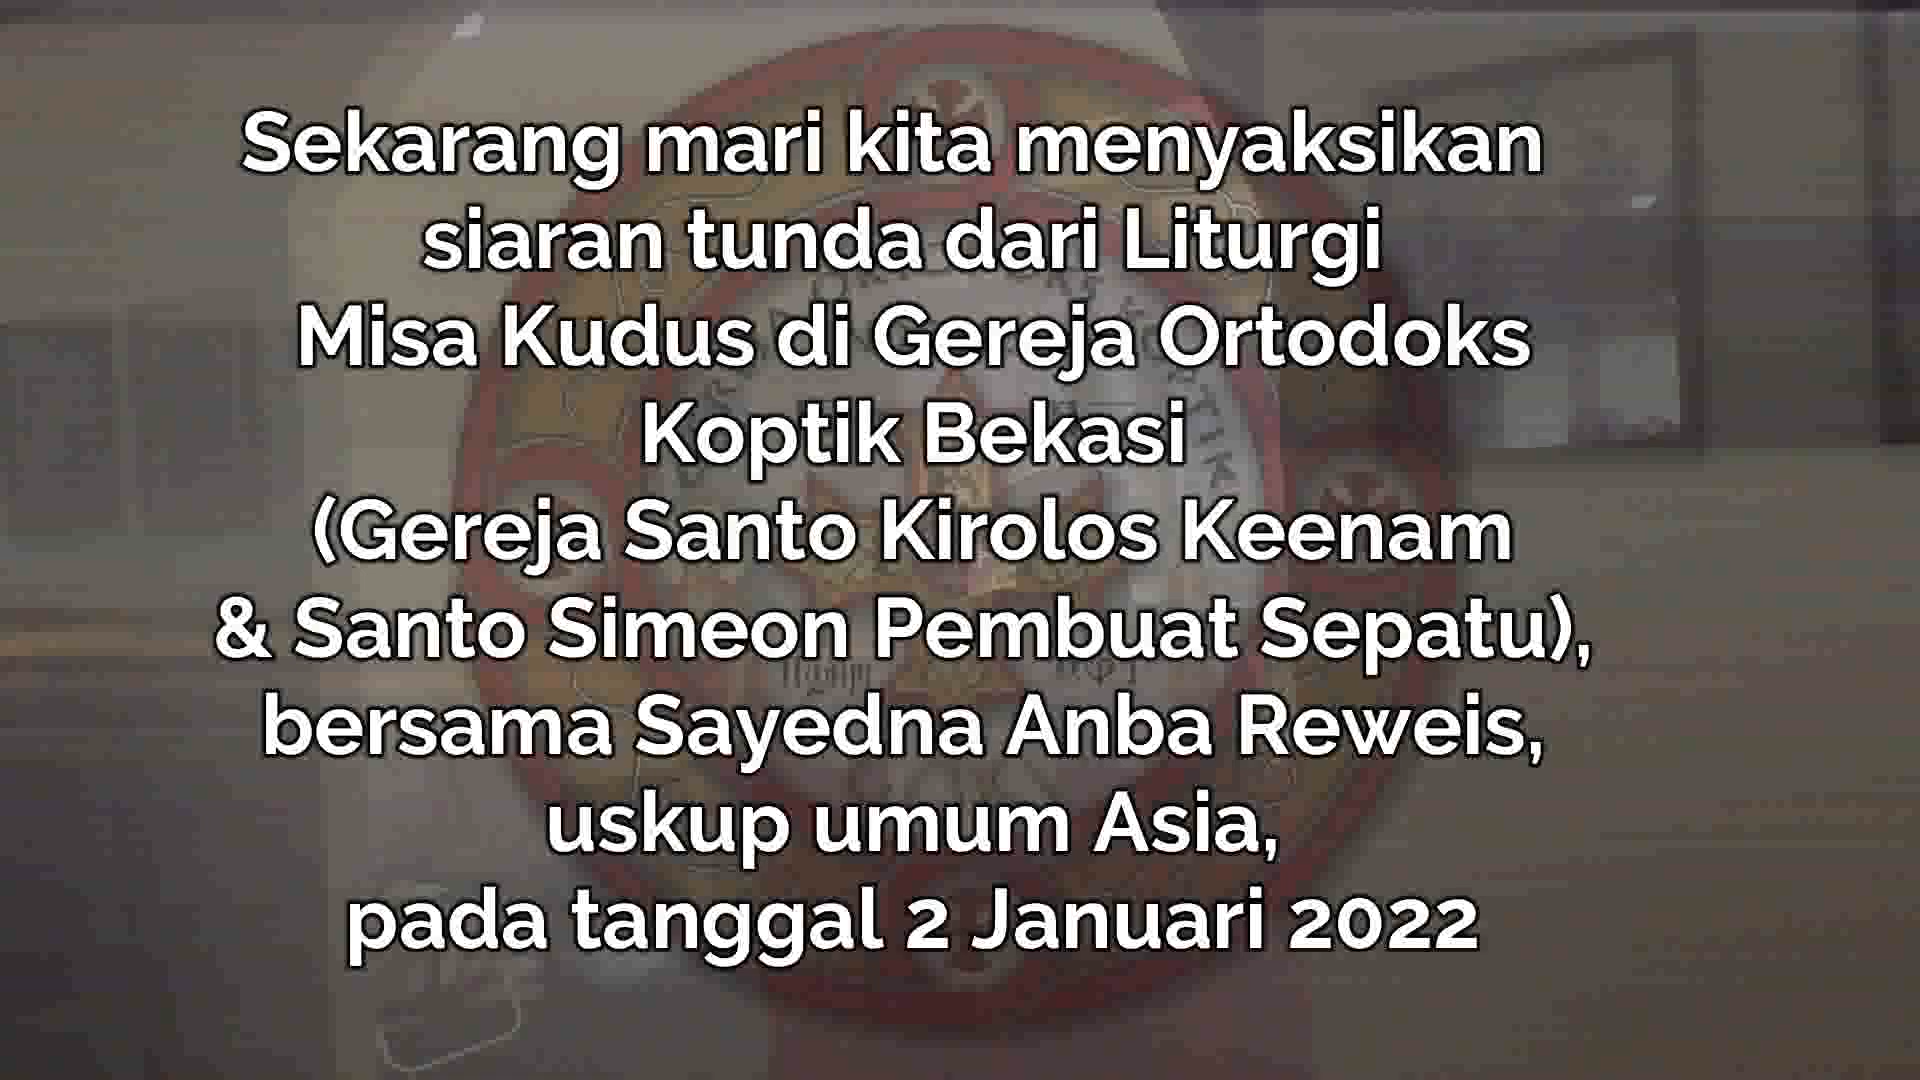 Sekarang mari kita menyaksikan
siaran tunda dari Liturgi
Misa Kudus di Gereja Ortodoks
Koptik Bekasi
(Gereja Santo Kirolos Keenam
& Santo Simeon Pembuat Sepatu),
bersama Sayedna Anba Reweis,
uskup umum Asia,
pada tanggal 2 Januari 2022